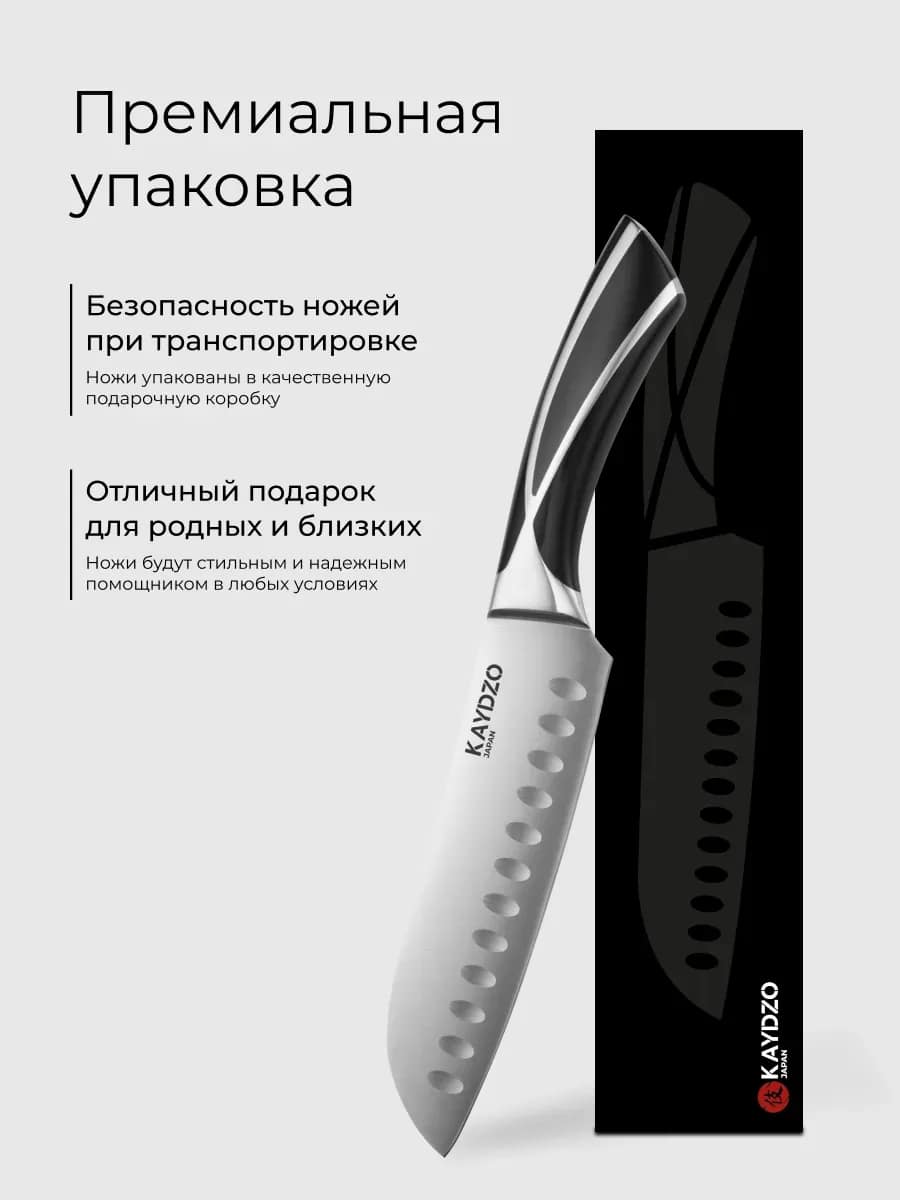 Премиальная
упаковка
Безопасность ножей
при транспортировке
Ножи упакованы в качественную
подарочную коробку
Отличный подарок
для родных и близких
Ножи будут стильным и надежным
помощником в любых условиях
KAYDZO
JAPAN
KAYDZO
JAPAN
技